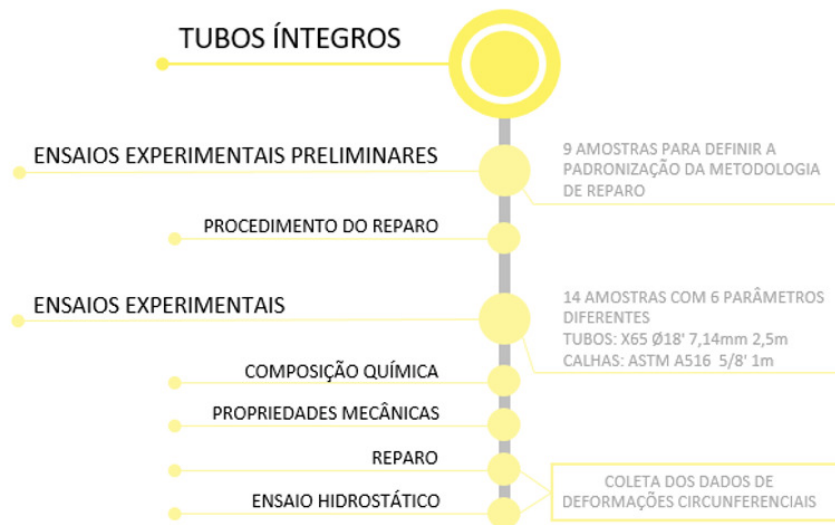 TUBOS ÍNTEGROS
ENSAIOS EXPERIMENTAIS PRELIMINARES
9 AMOSTRAS PARA DEFINIR A
PADRONIZAÇÃO DA METODOLOGIA
DE REPARO
PROCEDIMENTO DO REPARO
ENSAIOS EXPERIMENTAIS
14 AMOSTRAS COM 6 PARÂMETROS
DIFERENTES
TUBOS: X65 Ø18' 7,14mm 2,5m
CALHAS: ASTM A516 5/8' 1m
COMPOSIÇÃO QUÍMICA
PROPRIEDADES MECÂNICAS
REPARO
ENSAIO HIDROSTÁTICO
COLETA DOS DADOS DE
DEFORMAÇÕES CIRCUNFERENCIAIS